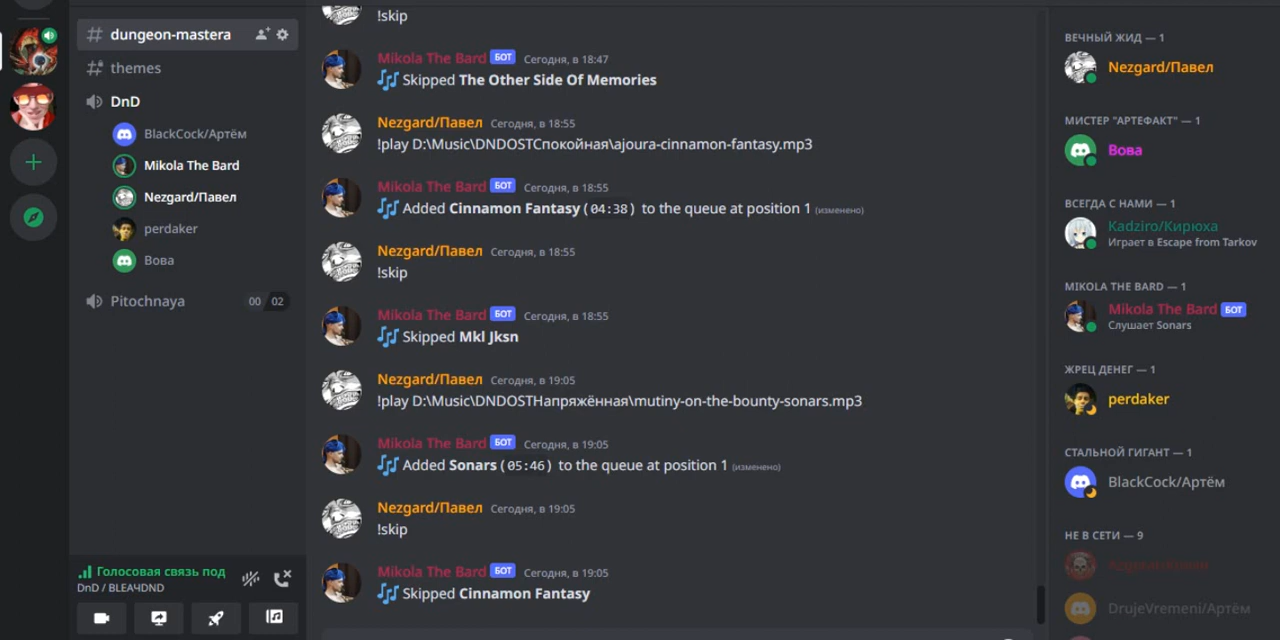 dungeon-mastera
themes
DnD
BlackCock/Артём
Mikola The Bard
Nezgard/Павел
perdaker
Вова
Pitochnaya 00 02
Голосовая связь под
DnD / BLEA4DND
!skip
Mikola The Bard БОТ Сегодня, в 18:47
Skipped The Other Side Of Memories
Nezgard/Павел Сегодня, в 18:55
!play D:\Music\DNDOSTСпокойная\ajoura-cinnamon-fantasy.mp3
Mikola The Bard БОТ Сегодня, в 18:55
Added Cinnamon Fantasy (04:38) to the queue at position 1 (изменено)
Nezgard/Павел Сегодня, в 18:55
!skip
Mikola The Bard БОТ Сегодня, в 18:55
Skipped Mkl Jksn
Nezgard/Павел Сегодня, в 19:05
!play D:\Music\DNDOSTНапряжённая\mutiny-on-the-bounty-sonars.mp3
Mikola The Bard БОТ Сегодня, в 19:05
Added Sonars (05:46) to the queue at position 1 (изменено)
Nezgard/Павел Сегодня, в 19:05
!skip
Mikola The Bard БОТ Сегодня, в 19:05
Skipped Cinnamon Fantasy
ВЕЧНЫЙ ЖИД — 1
Nezgard/Павел
МИСТЕР "АРТЕФАКТ" — 1
Вова
ВСЕГДА С НАМИ — 1
Kadziro/Кирюха
Играет в Escape from Tarkov
MIKOLA THE BARD — 1
Mikola The Bard БОТ
Слушает Sonars
ЖРЕЦ ДЕНЕГ — 1
perdaker
СТАЛЬНОЙ ГИГАНТ — 1
BlackCock/Артём
НЕ В СЕТИ — 9
DrujeVremeni/Артём